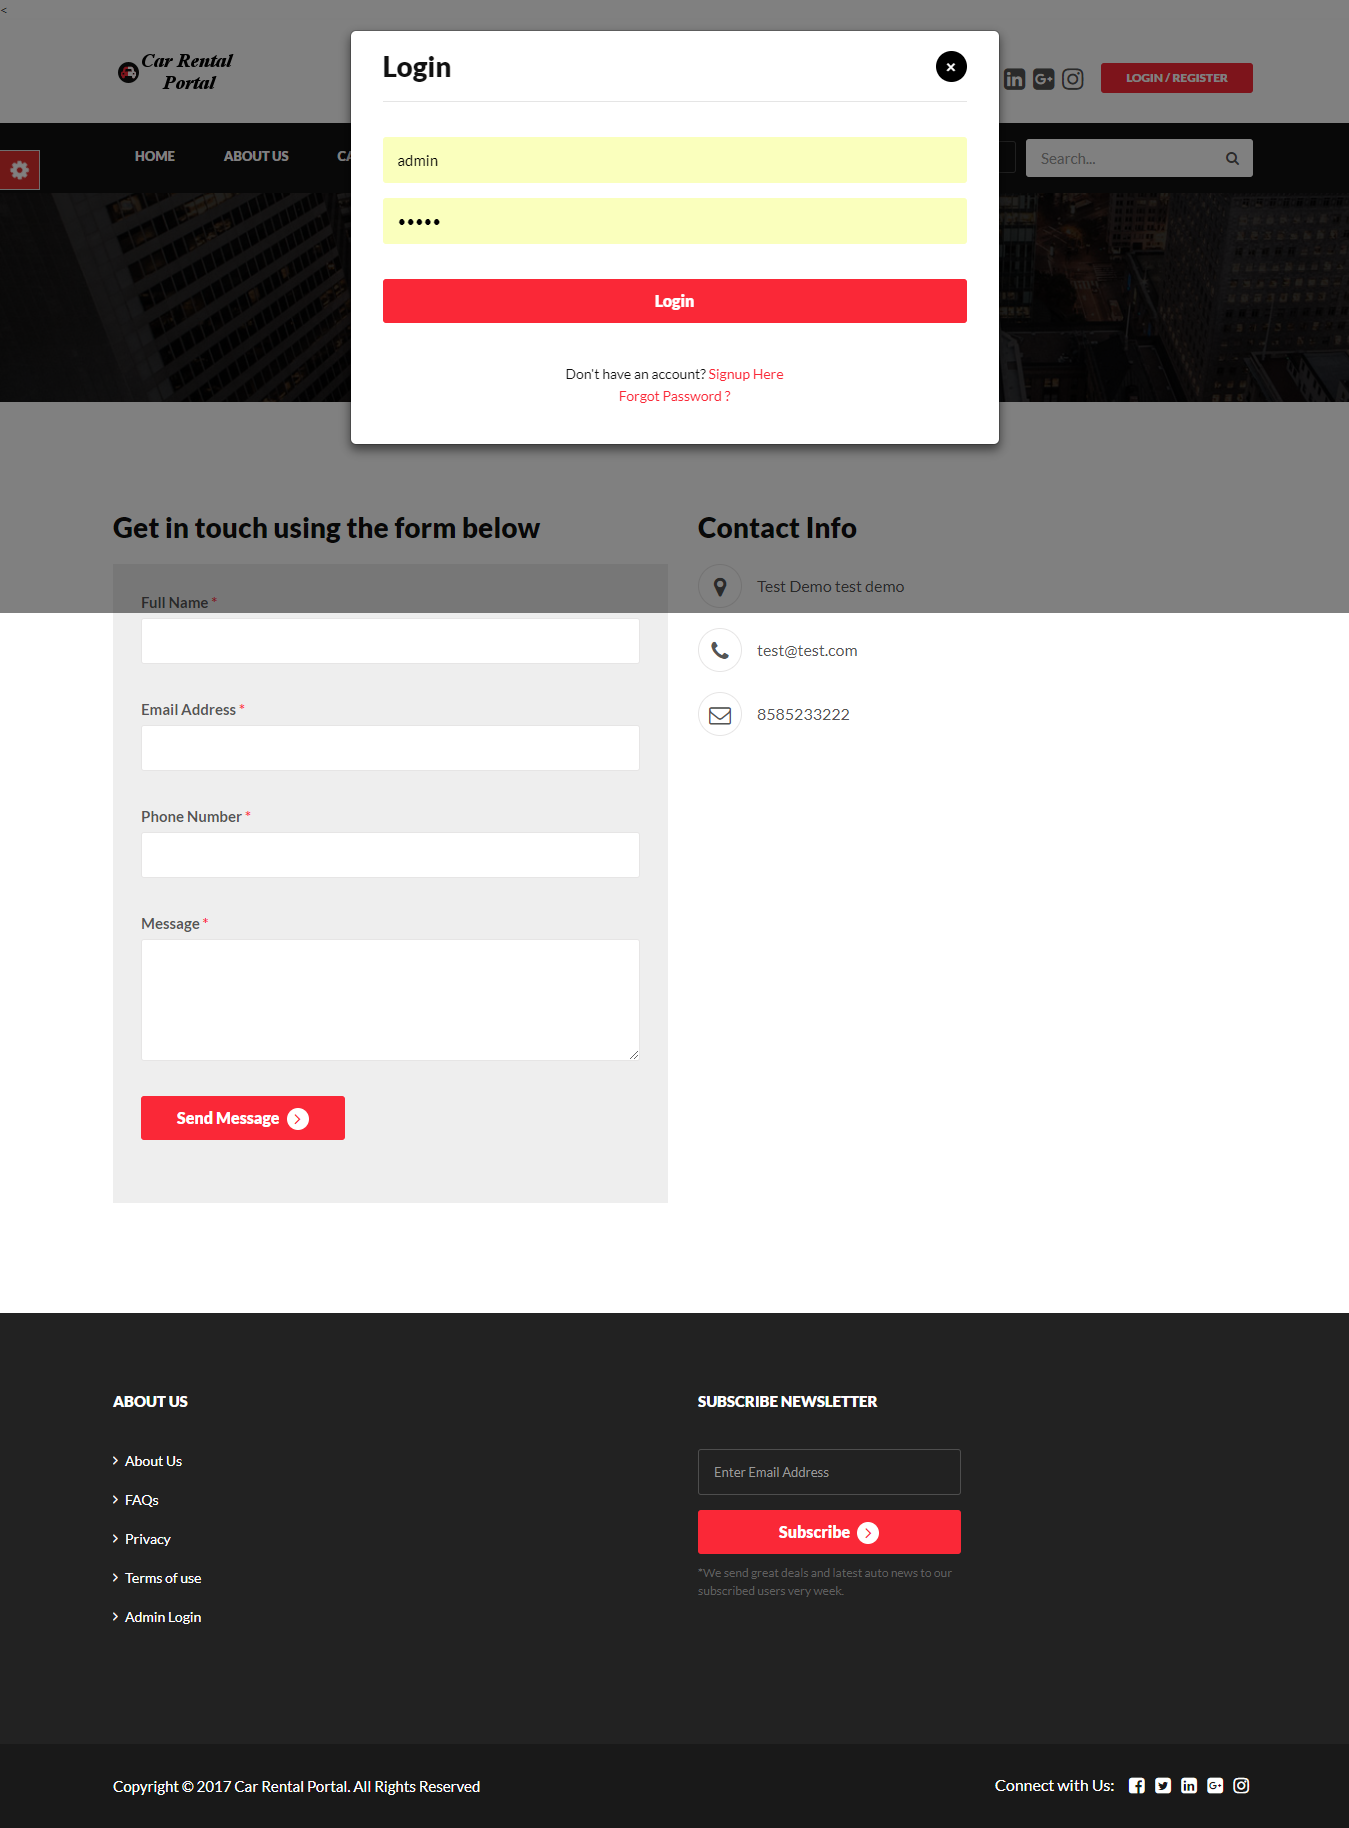 <
Car Rental
Portal
LOGIN / REGISTER
Login
×
HOME
ABOUT US
CA
Search...
admin
•••••
Login
Don't have an account? Signup Here
Forgot Password ?
Get in touch using the form below
Full Name *
Email Address *
Phone Number *
Message *
Send Message
Contact Info
Test Demo test demo
test@test.com
8585233222
ABOUT US
About Us
FAQs
Privacy
Terms of use
Admin Login
SUBSCRIBE NEWSLETTER
Enter Email Address
Subscribe
*We send great deals and latest auto news to our
subscribed users very week.
Copyright © 2017 Car Rental Portal. All Rights Reserved
Connect with Us: